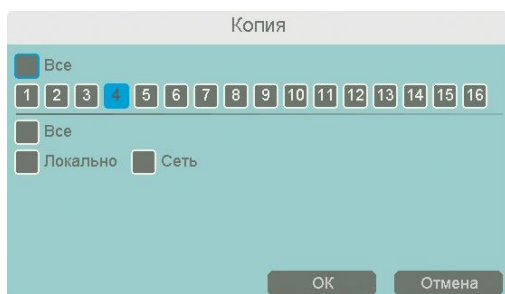 Копия
Все
1 2 3 4 5 6 7 8 9 10 11 12 13 14 15 16
Все
Локально Сеть
OK Отмена